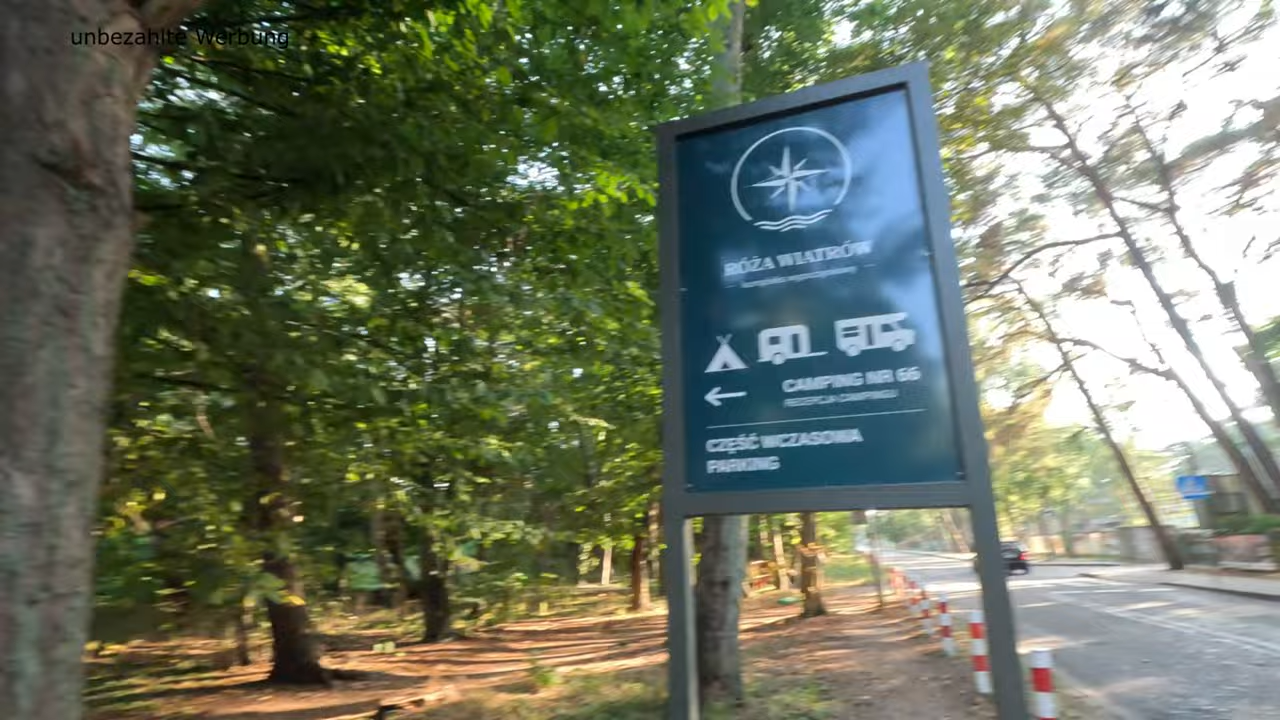 unbezahlte Werbung
RÓŻA WIATRÓW
CAMPING NR 66
RECEPCJA CAMPINGU
CZĘŚĆ WCZASOWA
PARKING